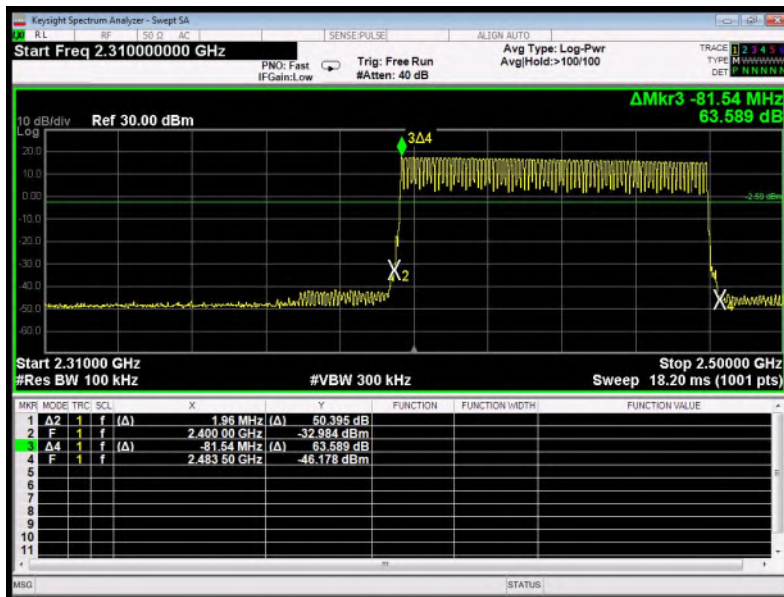 Keysight Spectrum Analyzer - Swept SA
RL RF 50 Ω AC SENSE:PULSE ALIGN AUTO
Start Freq 2.310000000 GHz
PNO: Fast
IFGain:Low
Trig: Free Run
#Atten: 40 dB
Avg Type: Log-Pwr
Avg|Hold:>100/100
TRACE 1 2 3 4 5
TYPE MWWWWW
DET P N N N N N
ΔMkr3 -81.54 MHz
63.589 dB
10 dB/div Ref 30.00 dBm
Log
3Δ4
20.0
10.0
0.00
-2.59 dBm
-10.0
-20.0
-30.0
2
-40.0
-50.0
4
-60.0
Start 2.31000 GHz Stop 2.50000 GHz
#Res BW 100 kHz #VBW 300 kHz Sweep 18.20 ms (1001 pts)
MKR MODE TRC SCL X Y FUNCTION FUNCTION WIDTH FUNCTION VALUE
1 Δ2 1 f (Δ) 1.96 MHz (Δ) 50.395 dB
2 F 1 f 2.400 00 GHz -32.984 dBm
3 Δ4 1 f (Δ) -81.54 MHz (Δ) 63.589 dB
4 F 1 f 2.483 50 GHz -46.178 dBm
5
6
7
8
9
10
11
MSG STATUS